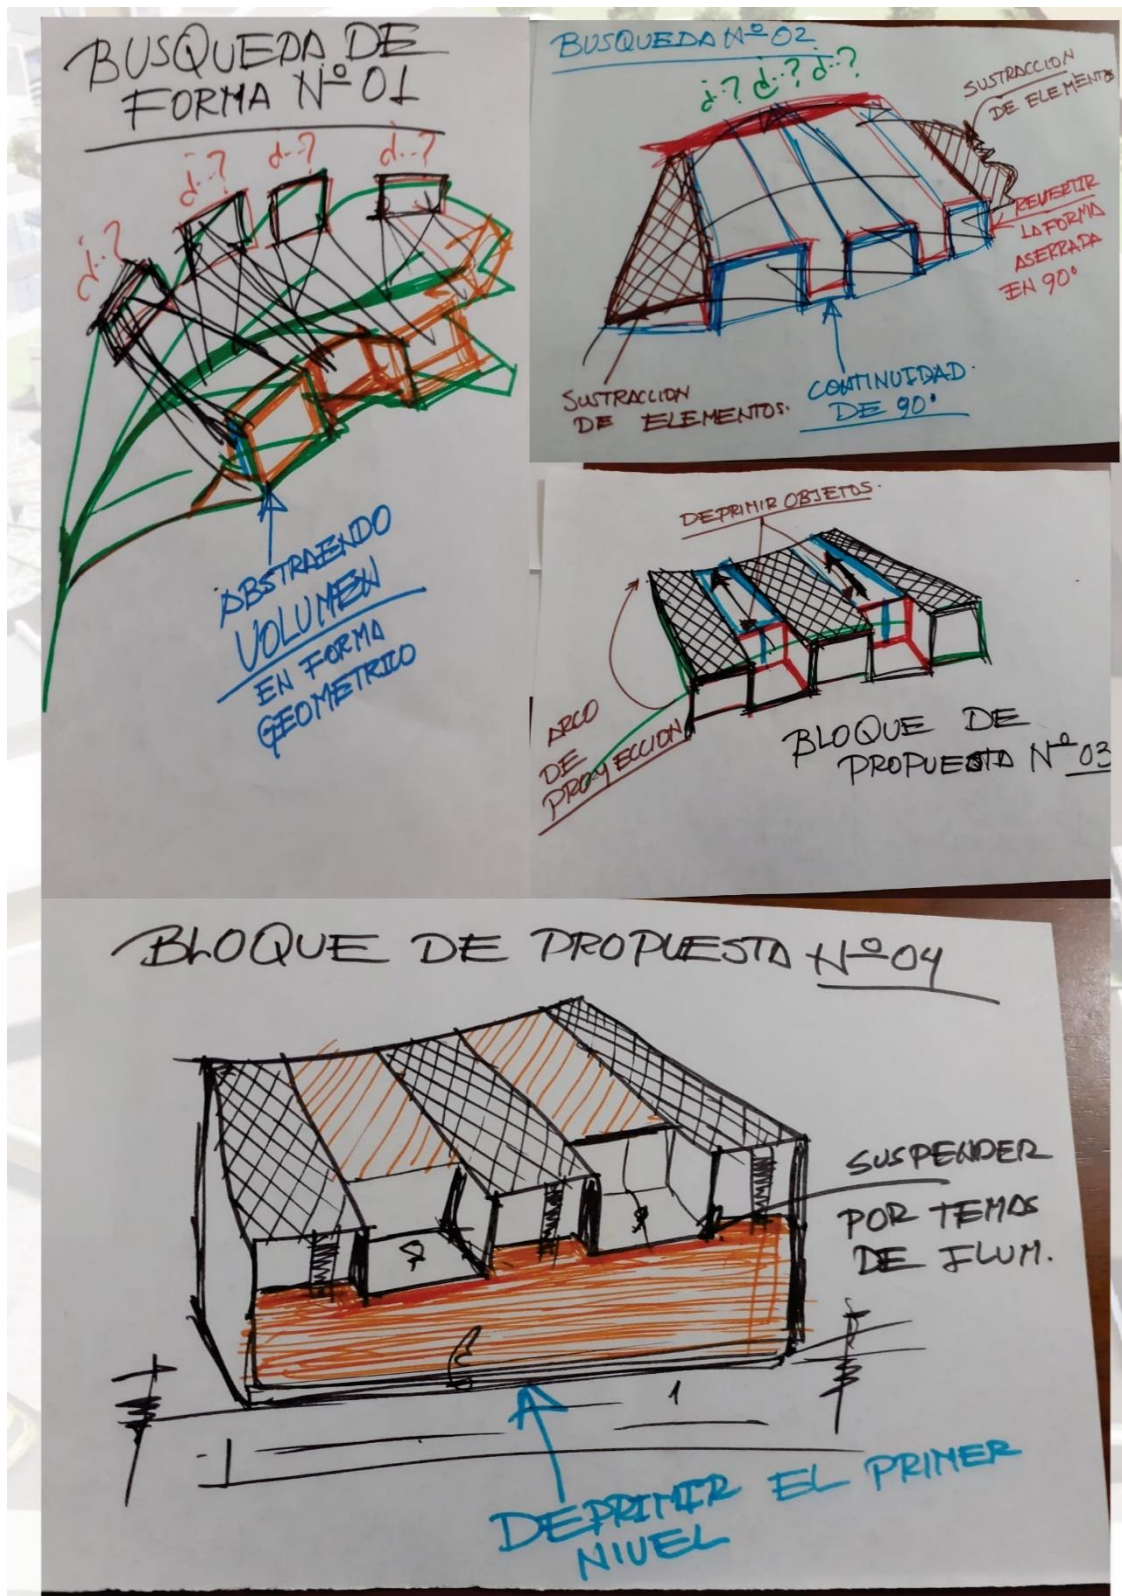 BUSQUEDA DE
FORMA Nº 01
¿..?
¿..?
¿..?
¿..?
ABSTRAENDO
VOLUMEN
EN FORMA
GEOMETRICO
BUSQUEDA Nº 02
¿..? ¿..? ¿..?
SUSTRACCION
DE ELEMENTOS
REVERTIR
LA FORMA
ASERRADA
EN 90°
SUSTRACCION
DE ELEMENTOS.
CONTINUIDAD.
DE 90°
DEPRIMIR OBJETOS.
ARCO
DE
PROYECCION
BLOQUE DE
PROPUESTA Nº 03
BLOQUE DE PROPUESTA Nº 04
SUSPENDER
POR TEMAS
DE ILUM.
DEPRIMIR EL PRIMER
NIVEL